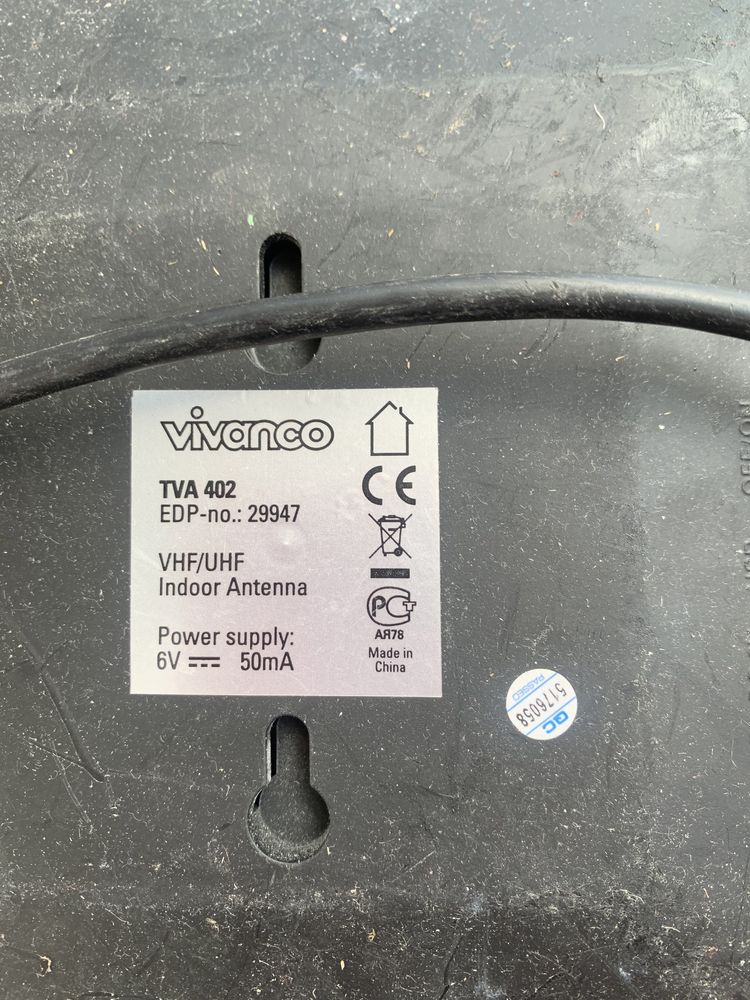 vivanco
TVA 402
EDP-no.: 29947
VHF/UHF
Indoor Antenna
Power supply:
6V 50mA
CE
РСТ
АЯ78
Made in
China
QC
5176058
PASSED